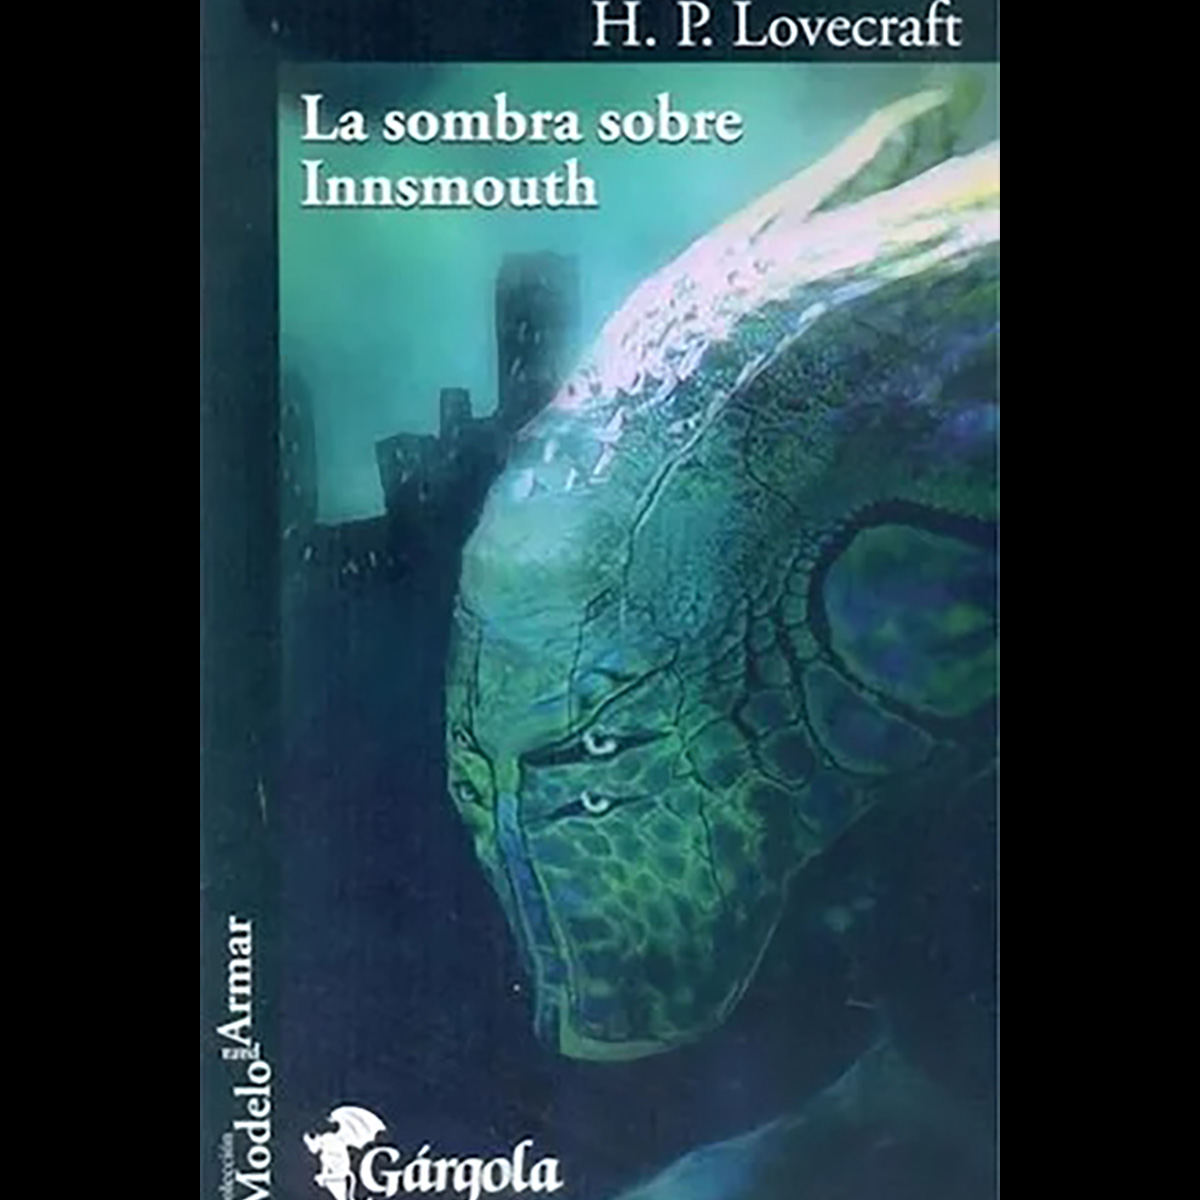 H. P. Lovecraft
La sombra sobre
Innsmouth
Modelo para Armar
Gárgola